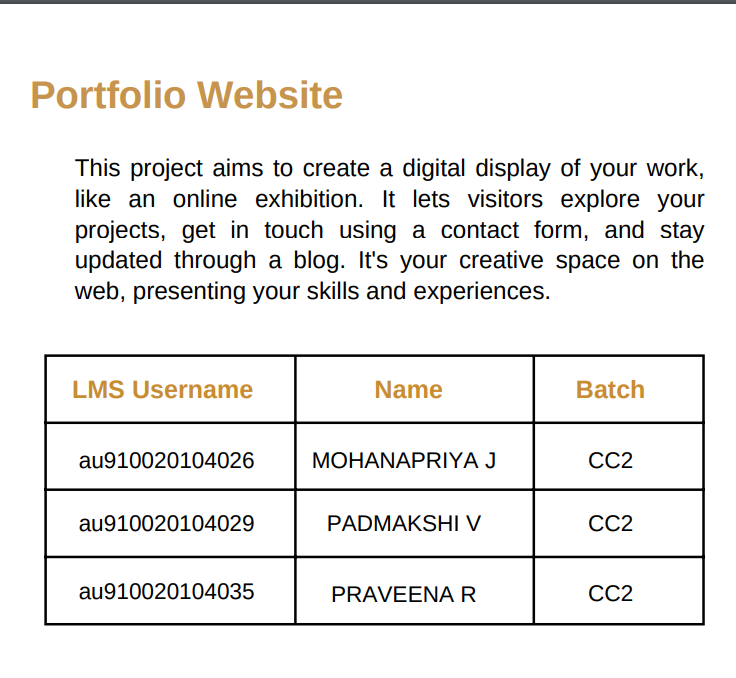 Portfolio Website
This project aims to create a digital display of your work,
like an online exhibition. It lets visitors explore your
projects, get in touch using a contact form, and stay
updated through a blog. It's your creative space on the
web, presenting your skills and experiences.
LMS Username Name Batch
au910020104026 MOHANAPRIYA J CC2
au910020104029 PADMAKSHI V CC2
au910020104035 PRAVEENA R CC2